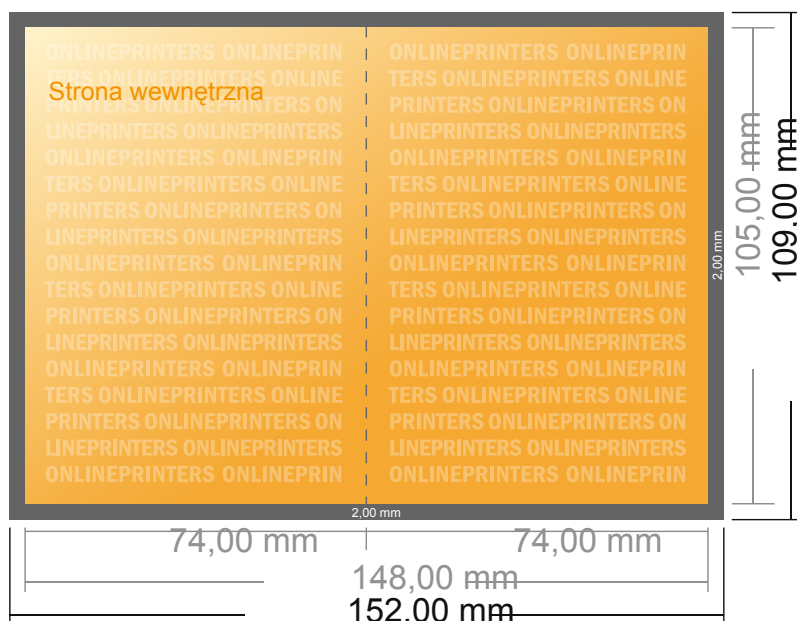 ONLINEPRINTERS ONLINEPRIN
TERS ONLINEPRINTERS ONLINE
PRINTERS ONLINEPRINTERS ON
LINEPRINTERS ONLINEPRINTERS
ONLINEPRINTERS ONLINEPRIN
TERS ONLINEPRINTERS ONLINE
PRINTERS ONLINEPRINTERS ON
LINEPRINTERS ONLINEPRINTERS
ONLINEPRINTERS ONLINEPRIN
TERS ONLINEPRINTERS ONLINE
PRINTERS ONLINEPRINTERS ON
LINEPRINTERS ONLINEPRINTERS
ONLINEPRINTERS ONLINEPRIN
TERS ONLINEPRINTERS ONLINE
PRINTERS ONLINEPRINTERS ON
LINEPRINTERS ONLINEPRINTERS
ONLINEPRINTERS ONLINEPRIN
Strona wewnętrzna
ONLINEPRINTERS ONLINEPRIN
TERS ONLINEPRINTERS ONLINE
PRINTERS ONLINEPRINTERS ON
LINEPRINTERS ONLINEPRINTERS
ONLINEPRINTERS ONLINEPRIN
TERS ONLINEPRINTERS ONLINE
PRINTERS ONLINEPRINTERS ON
LINEPRINTERS ONLINEPRINTERS
ONLINEPRINTERS ONLINEPRIN
TERS ONLINEPRINTERS ONLINE
PRINTERS ONLINEPRINTERS ON
LINEPRINTERS ONLINEPRINTERS
ONLINEPRINTERS ONLINEPRIN
TERS ONLINEPRINTERS ONLINE
PRINTERS ONLINEPRINTERS ON
LINEPRINTERS ONLINEPRINTERS
ONLINEPRINTERS ONLINEPRIN
2,00 mm
105,00 mm
109,00 mm
2,00 mm
74,00 mm
74,00 mm
148,00 mm
152,00 mm